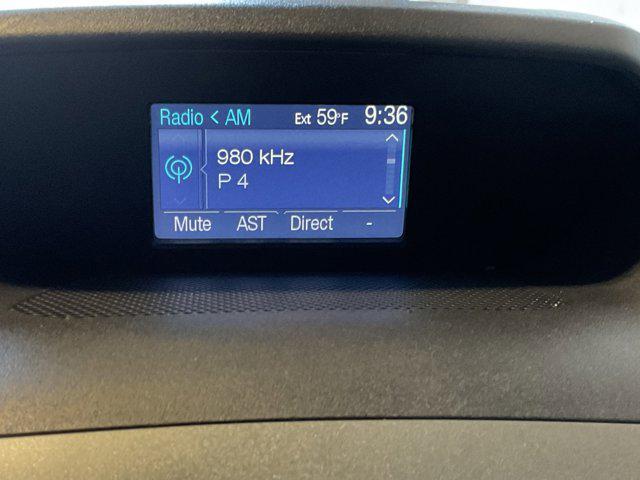 Radio < AM Ext 59°F 9:36
980 kHz
P 4
Mute AST Direct -